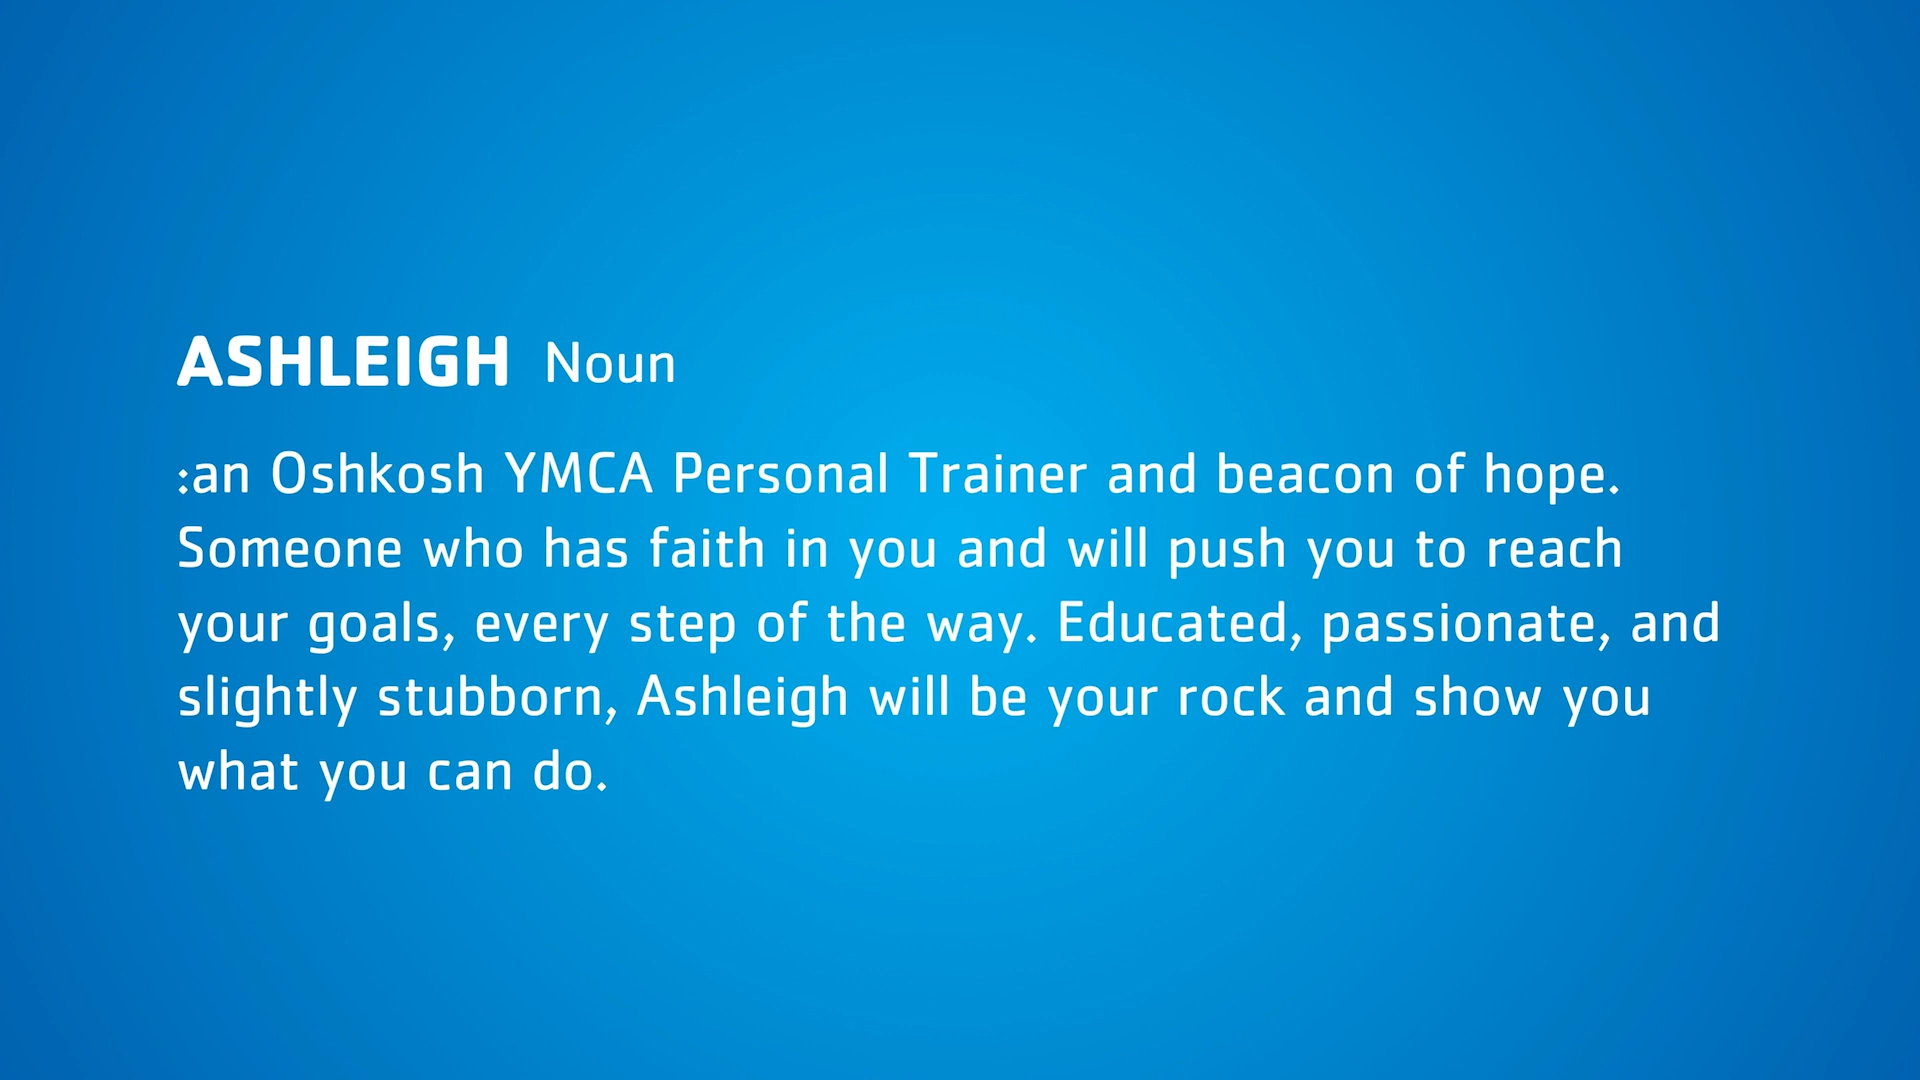 ASHLEIGH Noun
:an Oshkosh YMCA Personal Trainer and beacon of hope.
Someone who has faith in you and will push you to reach
your goals, every step of the way. Educated, passionate, and
slightly stubborn, Ashleigh will be your rock and show you
what you can do.